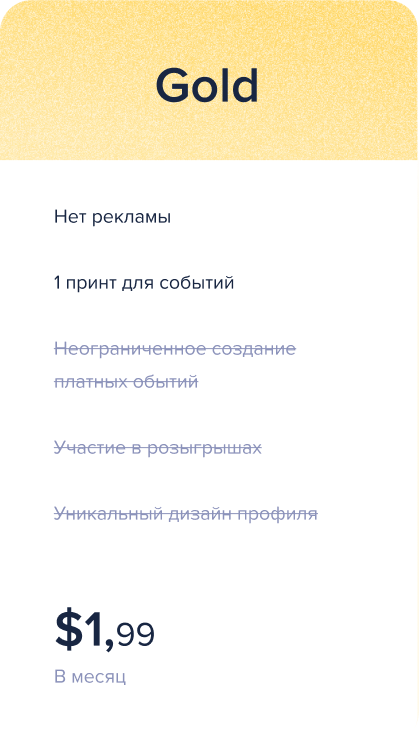 Gold
Нет рекламы
1 принт для событий
Неограниченное создание
платных обытий
Участие в розыгрышах
Уникальный дизайн профиля
$1,99
В месяц